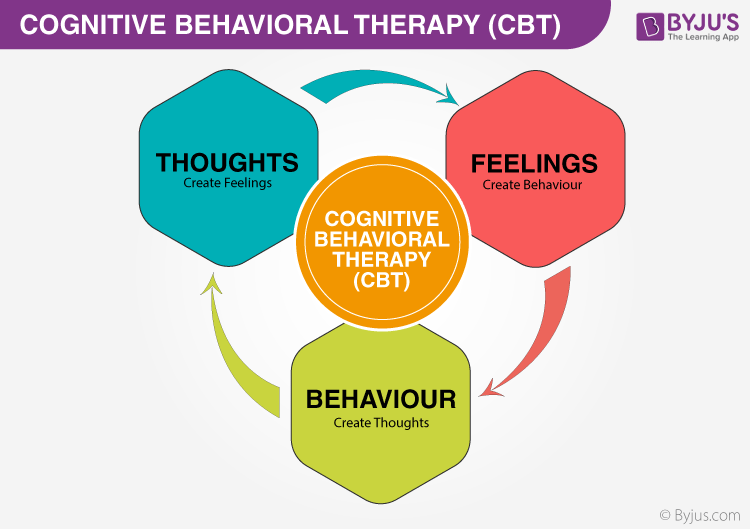 COGNITIVE BEHAVIORAL THERAPY (CBT)
BYJU'S
The Learning App
THOUGHTS
Create Feelings
FEELINGS
Create Behaviour
COGNITIVE
BEHAVIORAL
THERAPY
(CBT)
BEHAVIOUR
Create Thoughts
© Byjus.com